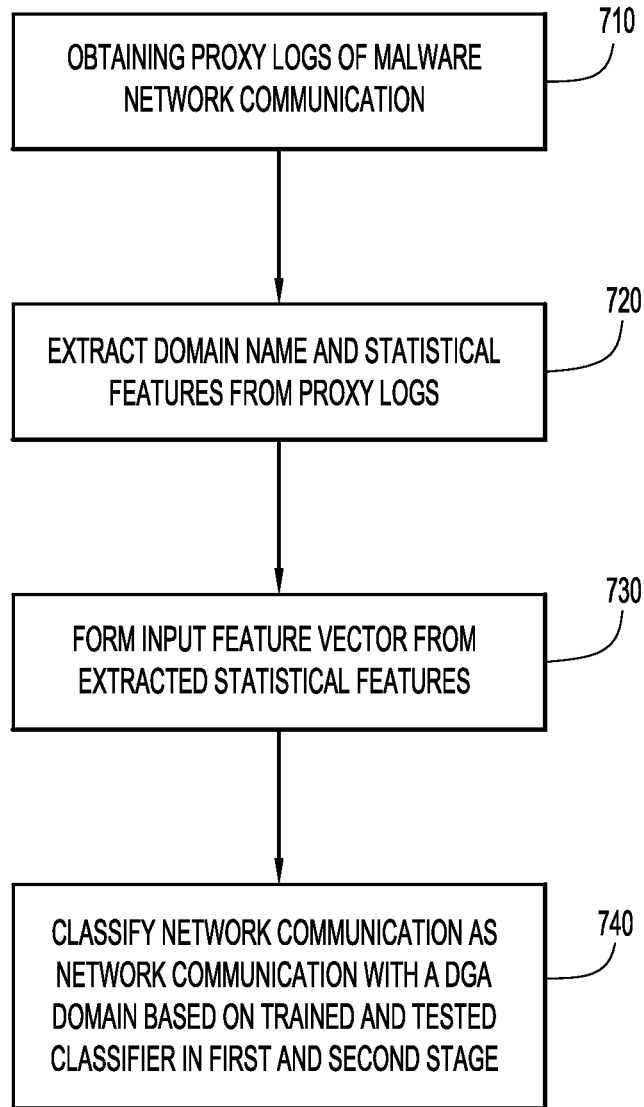 710
OBTAINING PROXY LOGS OF MALWARE
NETWORK COMMUNICATION
720
EXTRACT DOMAIN NAME AND STATISTICAL
FEATURES FROM PROXY LOGS
730
FORM INPUT FEATURE VECTOR FROM
EXTRACTED STATISTICAL FEATURES
740
CLASSIFY NETWORK COMMUNICATION AS
NETWORK COMMUNICATION WITH A DGA
DOMAIN BASED ON TRAINED AND TESTED
CLASSIFIER IN FIRST AND SECOND STAGE